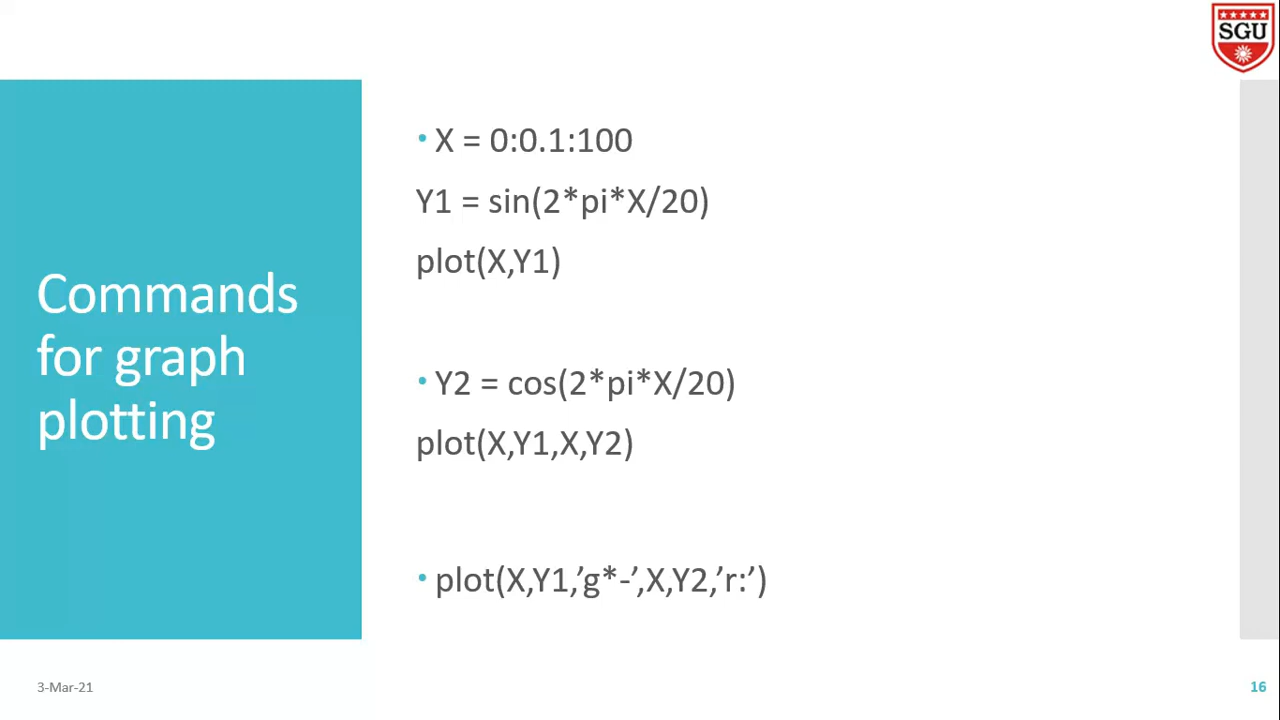 SGU
Commands
for graph
plotting
• X = 0:0.1:100
Y1 = sin(2*pi*X/20)
plot(X,Y1)
• Y2 = cos(2*pi*X/20)
plot(X,Y1,X,Y2)
• plot(X,Y1,’g*-’,X,Y2,’r:’)
3-Mar-21
16